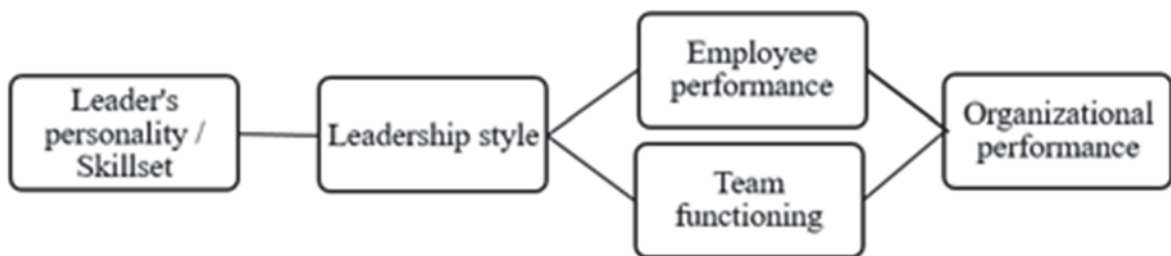 Leader's
personality /
Skillset
Leadership style
Employee
performance
Team
functioning
Organizational
performance